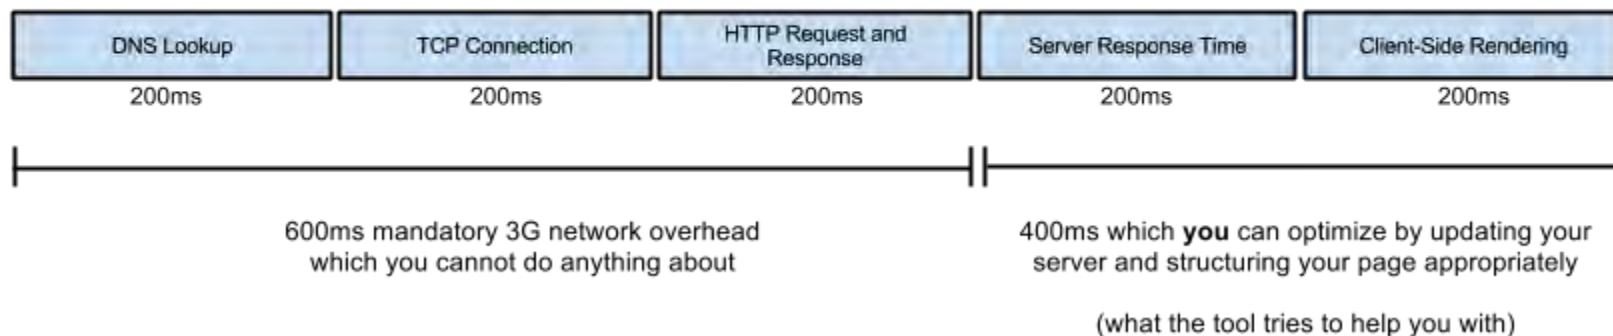 DNS Lookup
TCP Connection
HTTP Request and
Response
Server Response Time
Client-Side Rendering
200ms
200ms
200ms
200ms
200ms
600ms mandatory 3G network overhead
which you cannot do anything about
400ms which you can optimize by updating your
server and structuring your page appropriately
(what the tool tries to help you with)